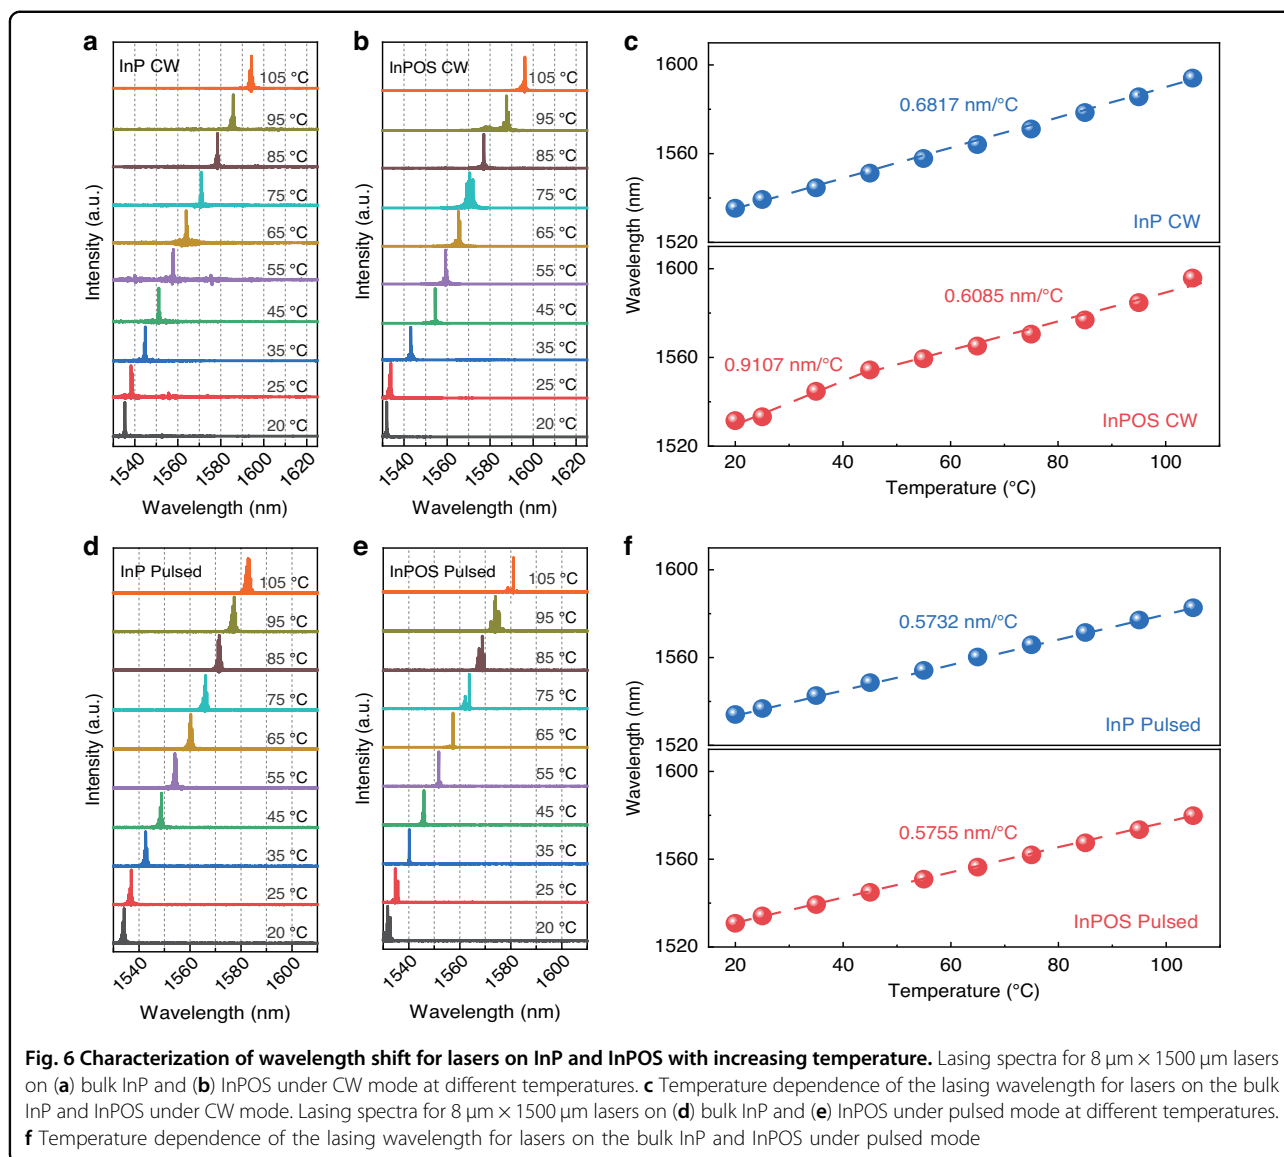 a
InP CW
105 °C
95 °C
85 °C
75 °C
65 °C
55 °C
45 °C
35 °C
25 °C
20 °C
Intensity (a.u.)
1540
1560
1580
1600
1620
Wavelength (nm)
b
InPOS CW
105 °C
95 °C
85 °C
75 °C
65 °C
55 °C
45 °C
35 °C
25 °C
20 °C
Intensity (a.u.)
1540
1560
1580
1600
1620
Wavelength (nm)
c
1600
1560
1520
0.6817 nm/°C
InP CW
Wavelength (nm)
1600
1560
1520
0.6085 nm/°C
0.9107 nm/°C
InPOS CW
20
40
60
80
100
Temperature (°C)
d
InP Pulsed
105 °C
95 °C
85 °C
75 °C
65 °C
55 °C
45 °C
35 °C
25 °C
20 °C
Intensity (a.u.)
1540
1560
1580
1600
Wavelength (nm)
e
InPOS Pulsed
105 °C
95 °C
85 °C
75 °C
65 °C
55 °C
45 °C
35 °C
25 °C
20 °C
Intensity (a.u.)
1540
1560
1580
1600
Wavelength (nm)
f
1600
1560
1520
0.5732 nm/°C
InP Pulsed
Wavelength (nm)
1600
1560
1520
0.5755 nm/°C
InPOS Pulsed
20
40
60
80
100
Temperature (°C)
Fig. 6 Characterization of wavelength shift for lasers on InP and InPOS with increasing temperature. Lasing spectra for 8 μm × 1500 μm lasers
on (a) bulk InP and (b) InPOS under CW mode at different temperatures. c Temperature dependence of the lasing wavelength for lasers on the bulk
InP and InPOS under CW mode. Lasing spectra for 8 μm × 1500 μm lasers on (d) bulk InP and (e) InPOS under pulsed mode at different temperatures.
f Temperature dependence of the lasing wavelength for lasers on the bulk InP and InPOS under pulsed mode